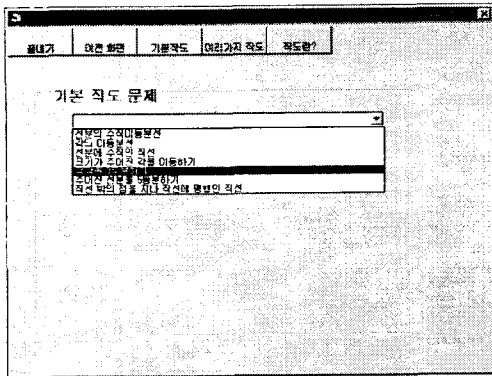 끝내기 이전 화면 기본작도 여러가지 작도 작도란?
기본 작도 문제
선분의 수직이등분선
각의 이등분선
선분에 수직인 직선
크기가 주어진 각을 이동하기
주어진 선분을 5등분하기
직선 밖의 점을 지나 직선에 평행인 직선